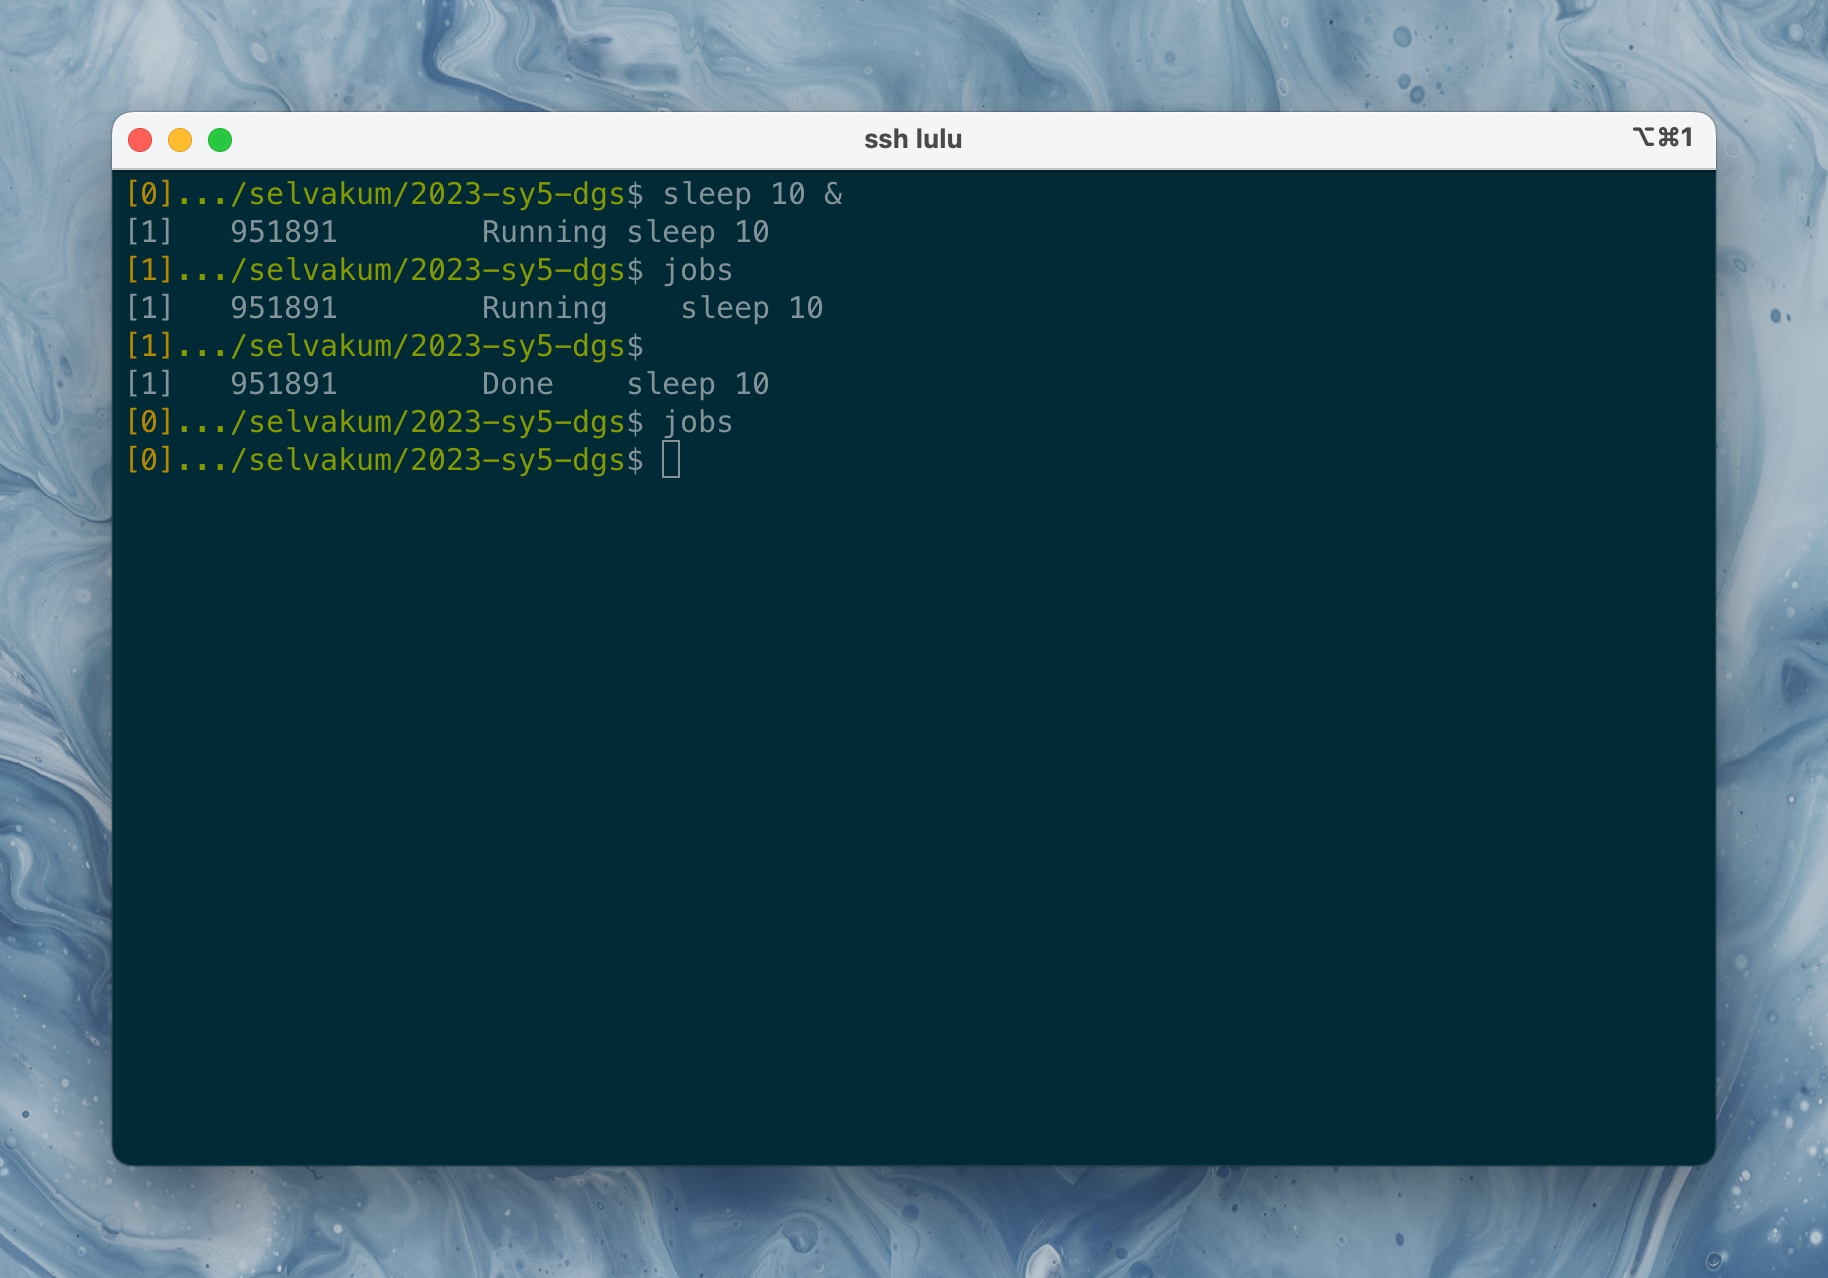 ssh lulu
⌥⌘1
[0].../selvakum/2023-sy5-dgs$ sleep 10 &
[1]   951891        Running sleep 10
[1].../selvakum/2023-sy5-dgs$ jobs
[1]   951891        Running    sleep 10
[1].../selvakum/2023-sy5-dgs$
[1]   951891        Done    sleep 10
[0].../selvakum/2023-sy5-dgs$ jobs
[0].../selvakum/2023-sy5-dgs$